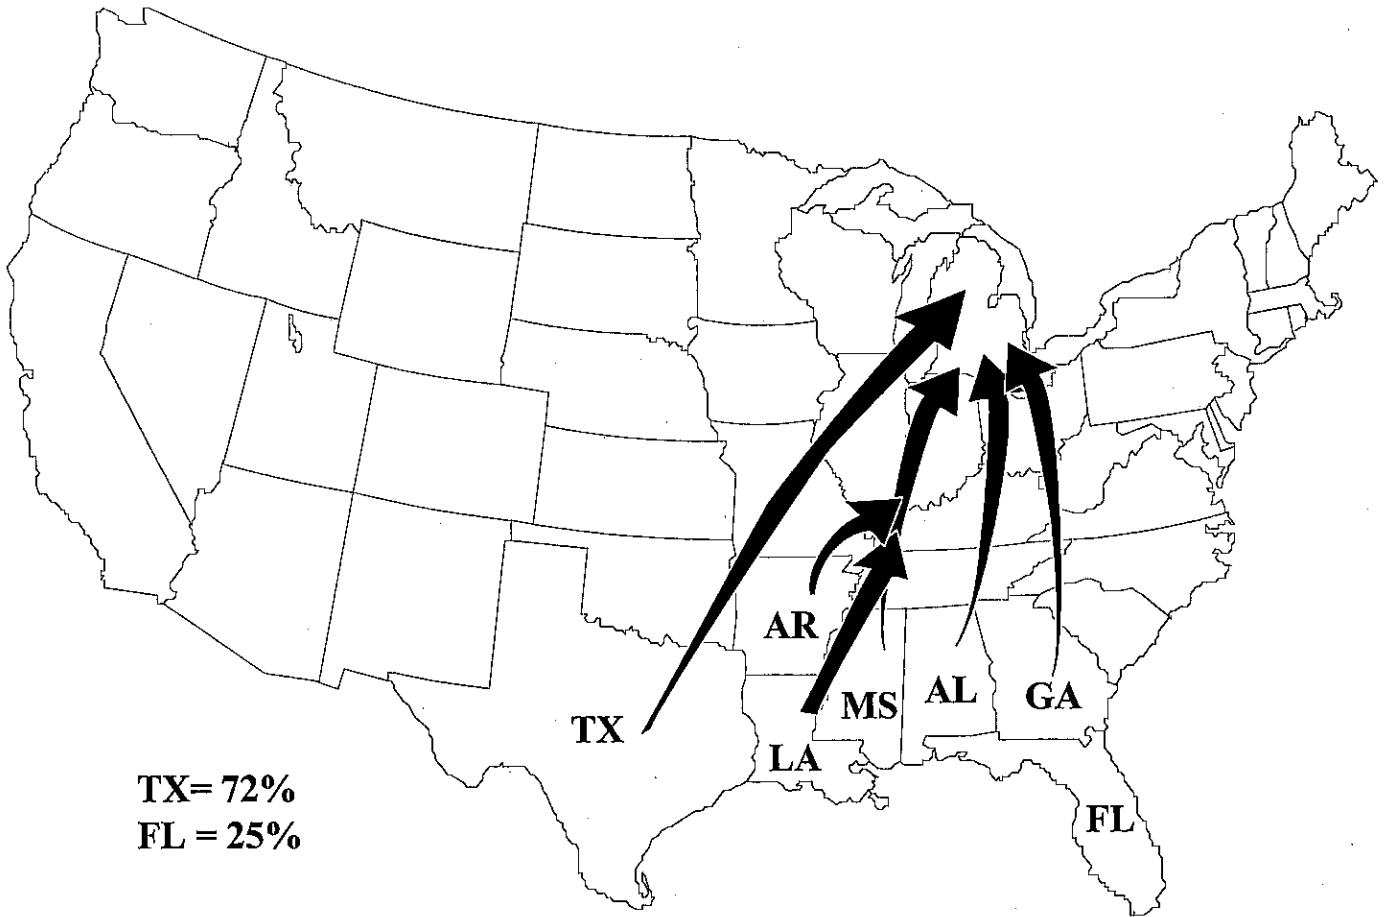 AR
MS
AL
GA
TX
LA
TX= 72%
FL = 25%
FL